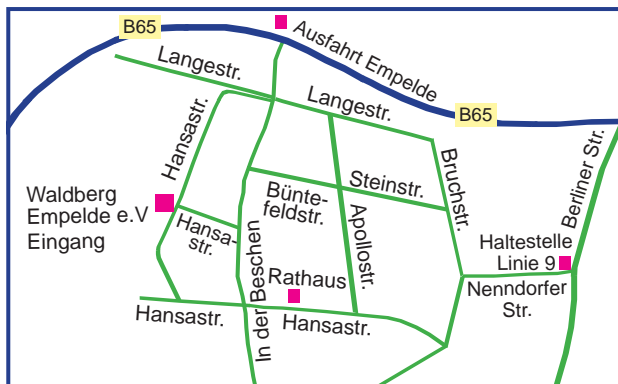 B65
Ausfahrt Empelde
Langestr.
Langestr.
B65
Hansastr.
Bruchstr.
Berliner Str.
Steinstr.
Waldberg
Empelde e.V
Eingang
Bünte-
feldstr.
Apollostr.
Hansa-
str.
Haltestelle
Linie 9
In der Beschen
Rathaus
Nenndorfer
Str.
Hansastr.
Hansastr.